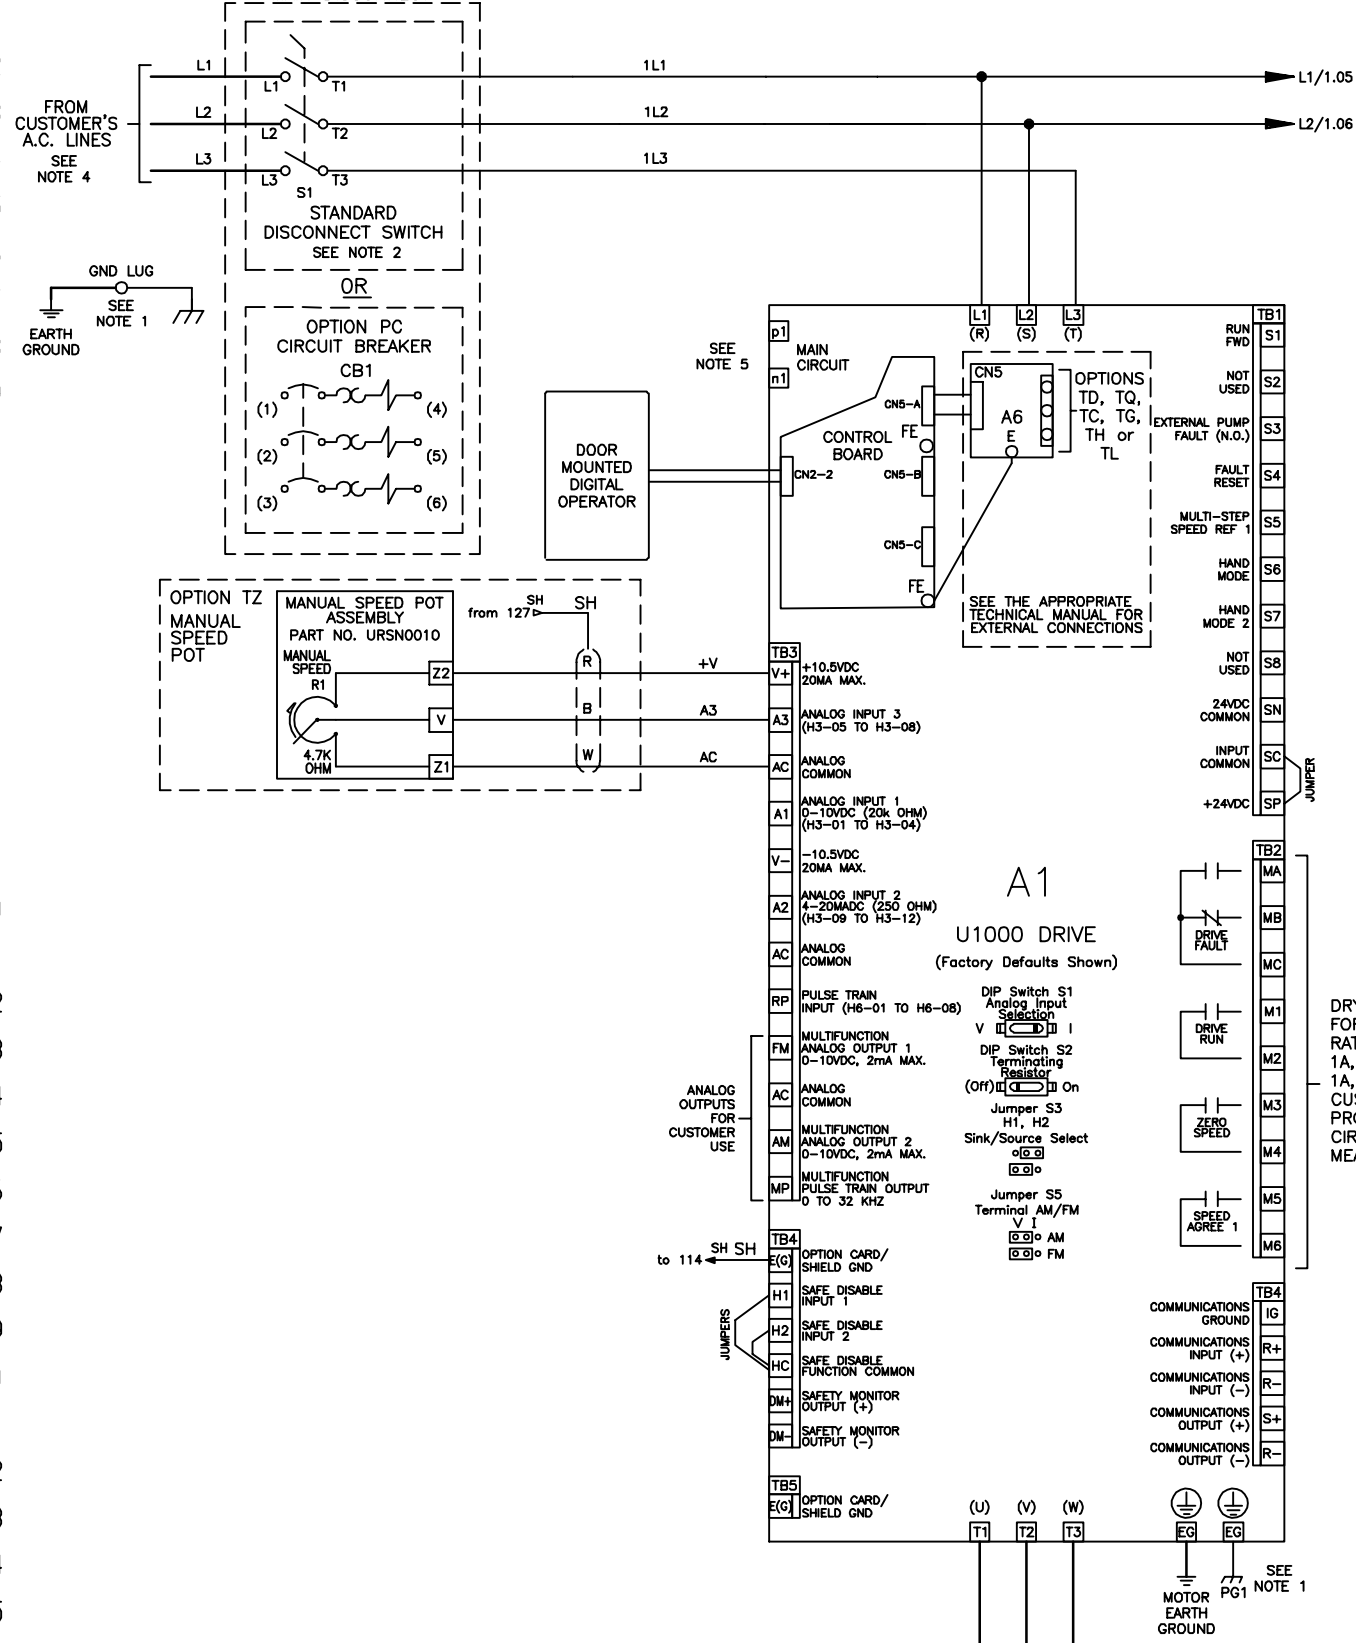 L1
L1
T1
1L1
L1/1.05
FROM
CUSTOMER'S
A.C. LINES
SEE
NOTE 4
L2
L2
T2
1L2
L2/1.06
L3
L3
T3
1L3
S1
STANDARD
DISCONNECT SWITCH
SEE NOTE 2
OR
GND LUG
SEE
NOTE 1
EARTH
GROUND
OPTION PC
CIRCUIT BREAKER
CB1
(1)
(4)
(2)
(5)
(3)
(6)
DOOR
MOUNTED
DIGITAL
OPERATOR
SEE
NOTE 5
p1
n1
MAIN
CIRCUIT
L1
L2
L3
(R)
(S)
(T)
CONTROL
BOARD
CN2-2
CN5-A
FE
CN5-B
CN5-C
FE
CN5
A6
E
OPTIONS
TD, TQ,
TC, TG,
TH or
TL
SEE THE APPROPRIATE
TECHNICAL MANUAL FOR
EXTERNAL CONNECTIONS
TB1
RUN
FWD
S1
NOT
USED
S2
EXTERNAL PUMP
FAULT (N.O.)
S3
FAULT
RESET
S4
MULTI-STEP
SPEED REF 1
S5
HAND
MODE
S6
HAND
MODE 2
S7
NOT
USED
S8
24VDC
COMMON
SN
INPUT
COMMON
SC
+24VDC
SP
JUMPER
OPTION TZ
MANUAL
SPEED
POT
MANUAL SPEED POT
ASSEMBLY
PART NO. URSN0010
MANUAL
SPEED
R1
4.7K
OHM
Z2
V
Z1
SH
from 127
SH
R
B
W
+V
A3
AC
TB3
V+
+10.5VDC
20MA MAX.
A3
ANALOG INPUT 3
(H3-05 TO H3-08)
AC
ANALOG
COMMON
A1
ANALOG INPUT 1
0-10VDC (20k OHM)
(H3-01 TO H3-04)
V-
-10.5VDC
20MA MAX.
A2
ANALOG INPUT 2
4-20MADC (250 OHM)
(H3-09 TO H3-12)
AC
ANALOG
COMMON
RP
PULSE TRAIN
INPUT (H6-01 TO H6-08)
FM
MULTIFUNCTION
ANALOG OUTPUT 1
0-10VDC, 2mA MAX.
AC
ANALOG
COMMON
AM
MULTIFUNCTION
ANALOG OUTPUT 2
0-10VDC, 2mA MAX.
MP
MULTIFUNCTION
PULSE TRAIN OUTPUT
0 TO 32 KHZ
ANALOG
OUTPUTS
FOR
CUSTOMER
USE
A1
U1000 DRIVE
(Factory Defaults Shown)
DIP Switch S1
Analog Input
Selection
V
I
DIP Switch S2
Terminating
Resistor
(Off)
On
Jumper S3
H1, H2
Sink/Source Select
Jumper S5
Terminal AM/FM
V I
AM
FM
TB2
MA
MB
DRIVE
FAULT
MC
M1
DRIVE
RUN
M2
M3
ZERO
SPEED
M4
M5
SPEED
AGREE 1
M6
DRY
FOR
RAT
1A,
1A,
CUS
PRO
CIR
MEA
TB4
to 114
SH SH
E(G)
OPTION CARD/
SHIELD GND
H1
SAFE DISABLE
INPUT 1
H2
SAFE DISABLE
INPUT 2
HC
SAFE DISABLE
FUNCTION COMMON
JUMPERS
DM+
SAFETY MONITOR
OUTPUT (+)
DM-
SAFETY MONITOR
OUTPUT (-)
TB5
E(G)
OPTION CARD/
SHIELD GND
TB4
COMMUNICATIONS
GROUND
IG
COMMUNICATIONS
INPUT (+)
R+
COMMUNICATIONS
INPUT (-)
R-
COMMUNICATIONS
OUTPUT (+)
S+
COMMUNICATIONS
OUTPUT (-)
R-
(U)
(V)
(W)
T1
T2
T3
EG
EG
MOTOR
EARTH
GROUND
PG1
SEE
NOTE 1